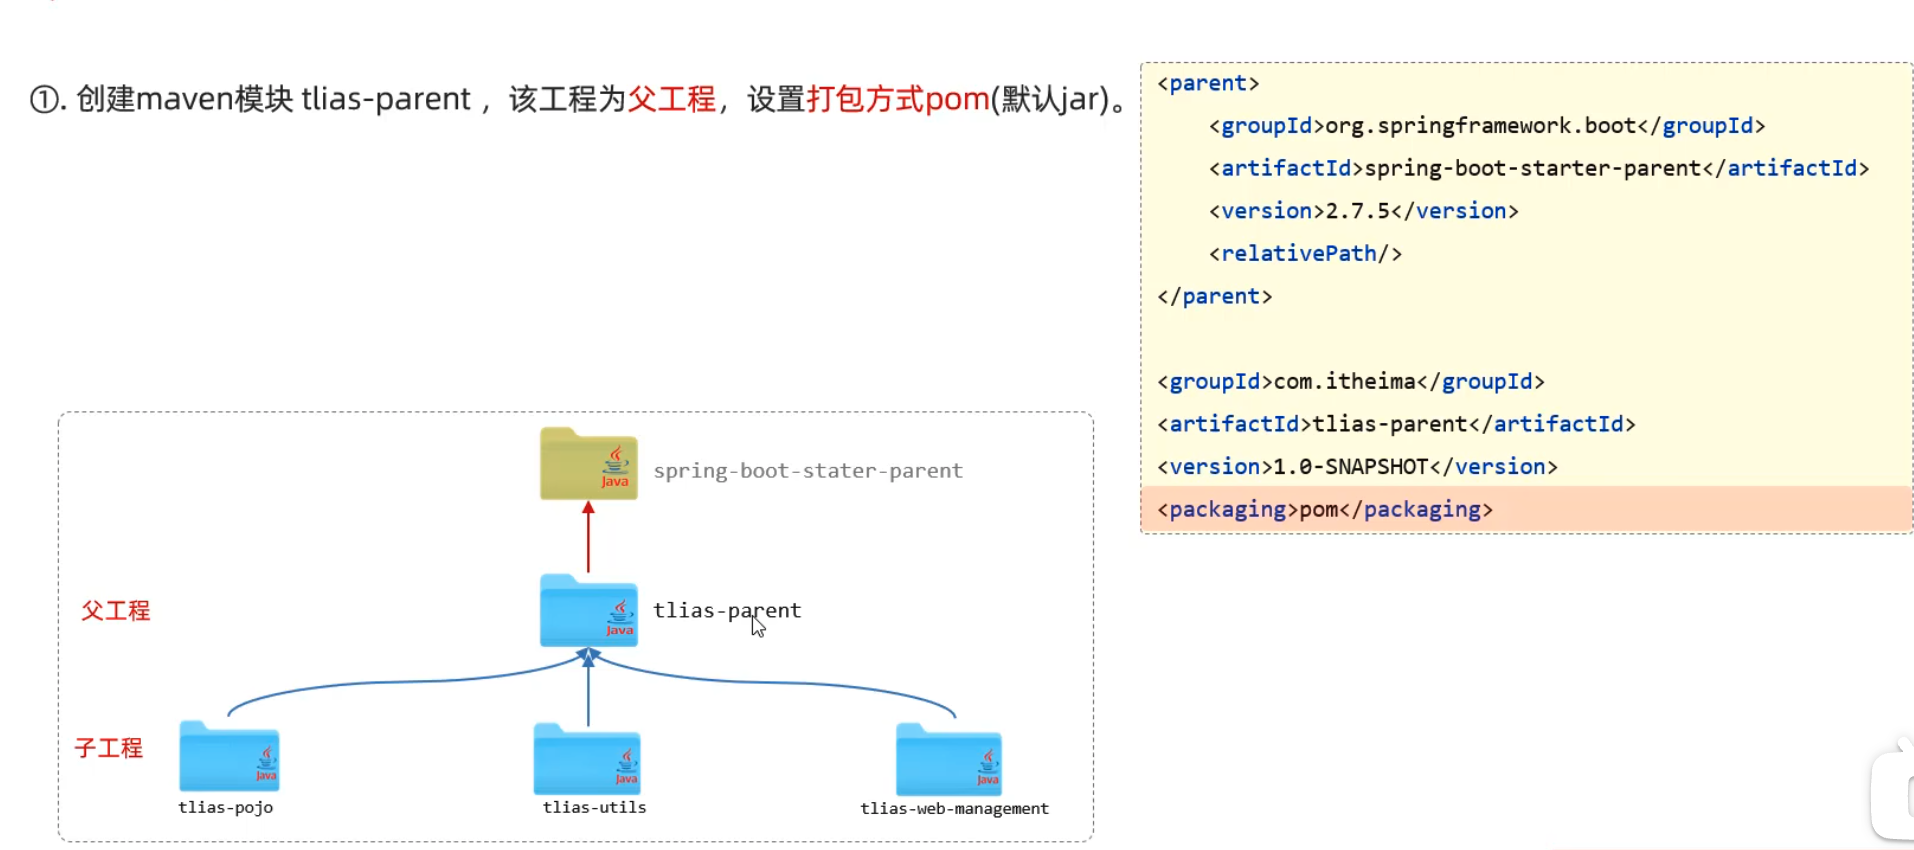 ①. 创建maven模块 tlias-parent ，该工程为父工程，设置打包方式pom(默认jar)。
<parent>
<groupId>org.springframework.boot</groupId>
<artifactId>spring-boot-starter-parent</artifactId>
<version>2.7.5</version>
<relativePath/>
</parent>
<groupId>com.itheima</groupId>
<artifactId>tlias-parent</artifactId>
<version>1.0-SNAPSHOT</version>
<packaging>pom</packaging>
Java
spring-boot-stater-parent
父工程
Java
tlias-parent
子工程
Java
Java
Java
tlias-pojo
tlias-utils
tlias-web-management